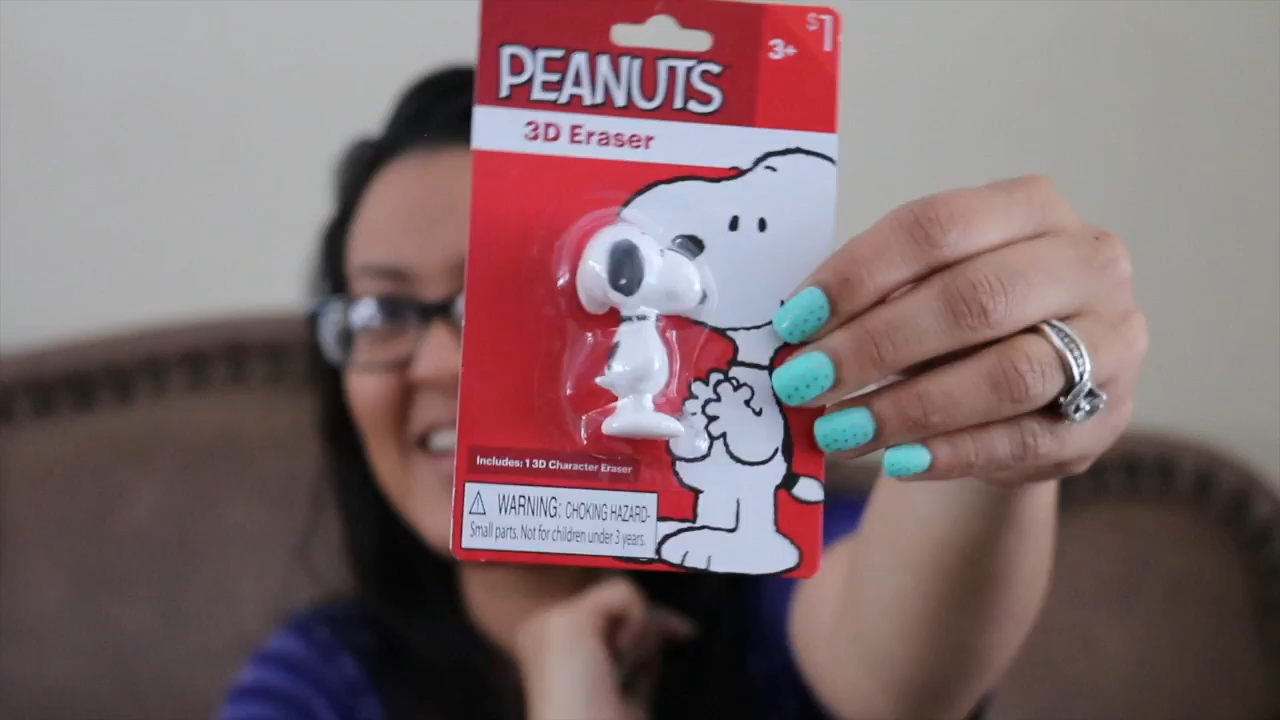 $1
3+
PEANUTS
3D Eraser
Includes: 1 3D Character Eraser
WARNING: CHOKING HAZARD-
Small parts. Not for children under 3 years.